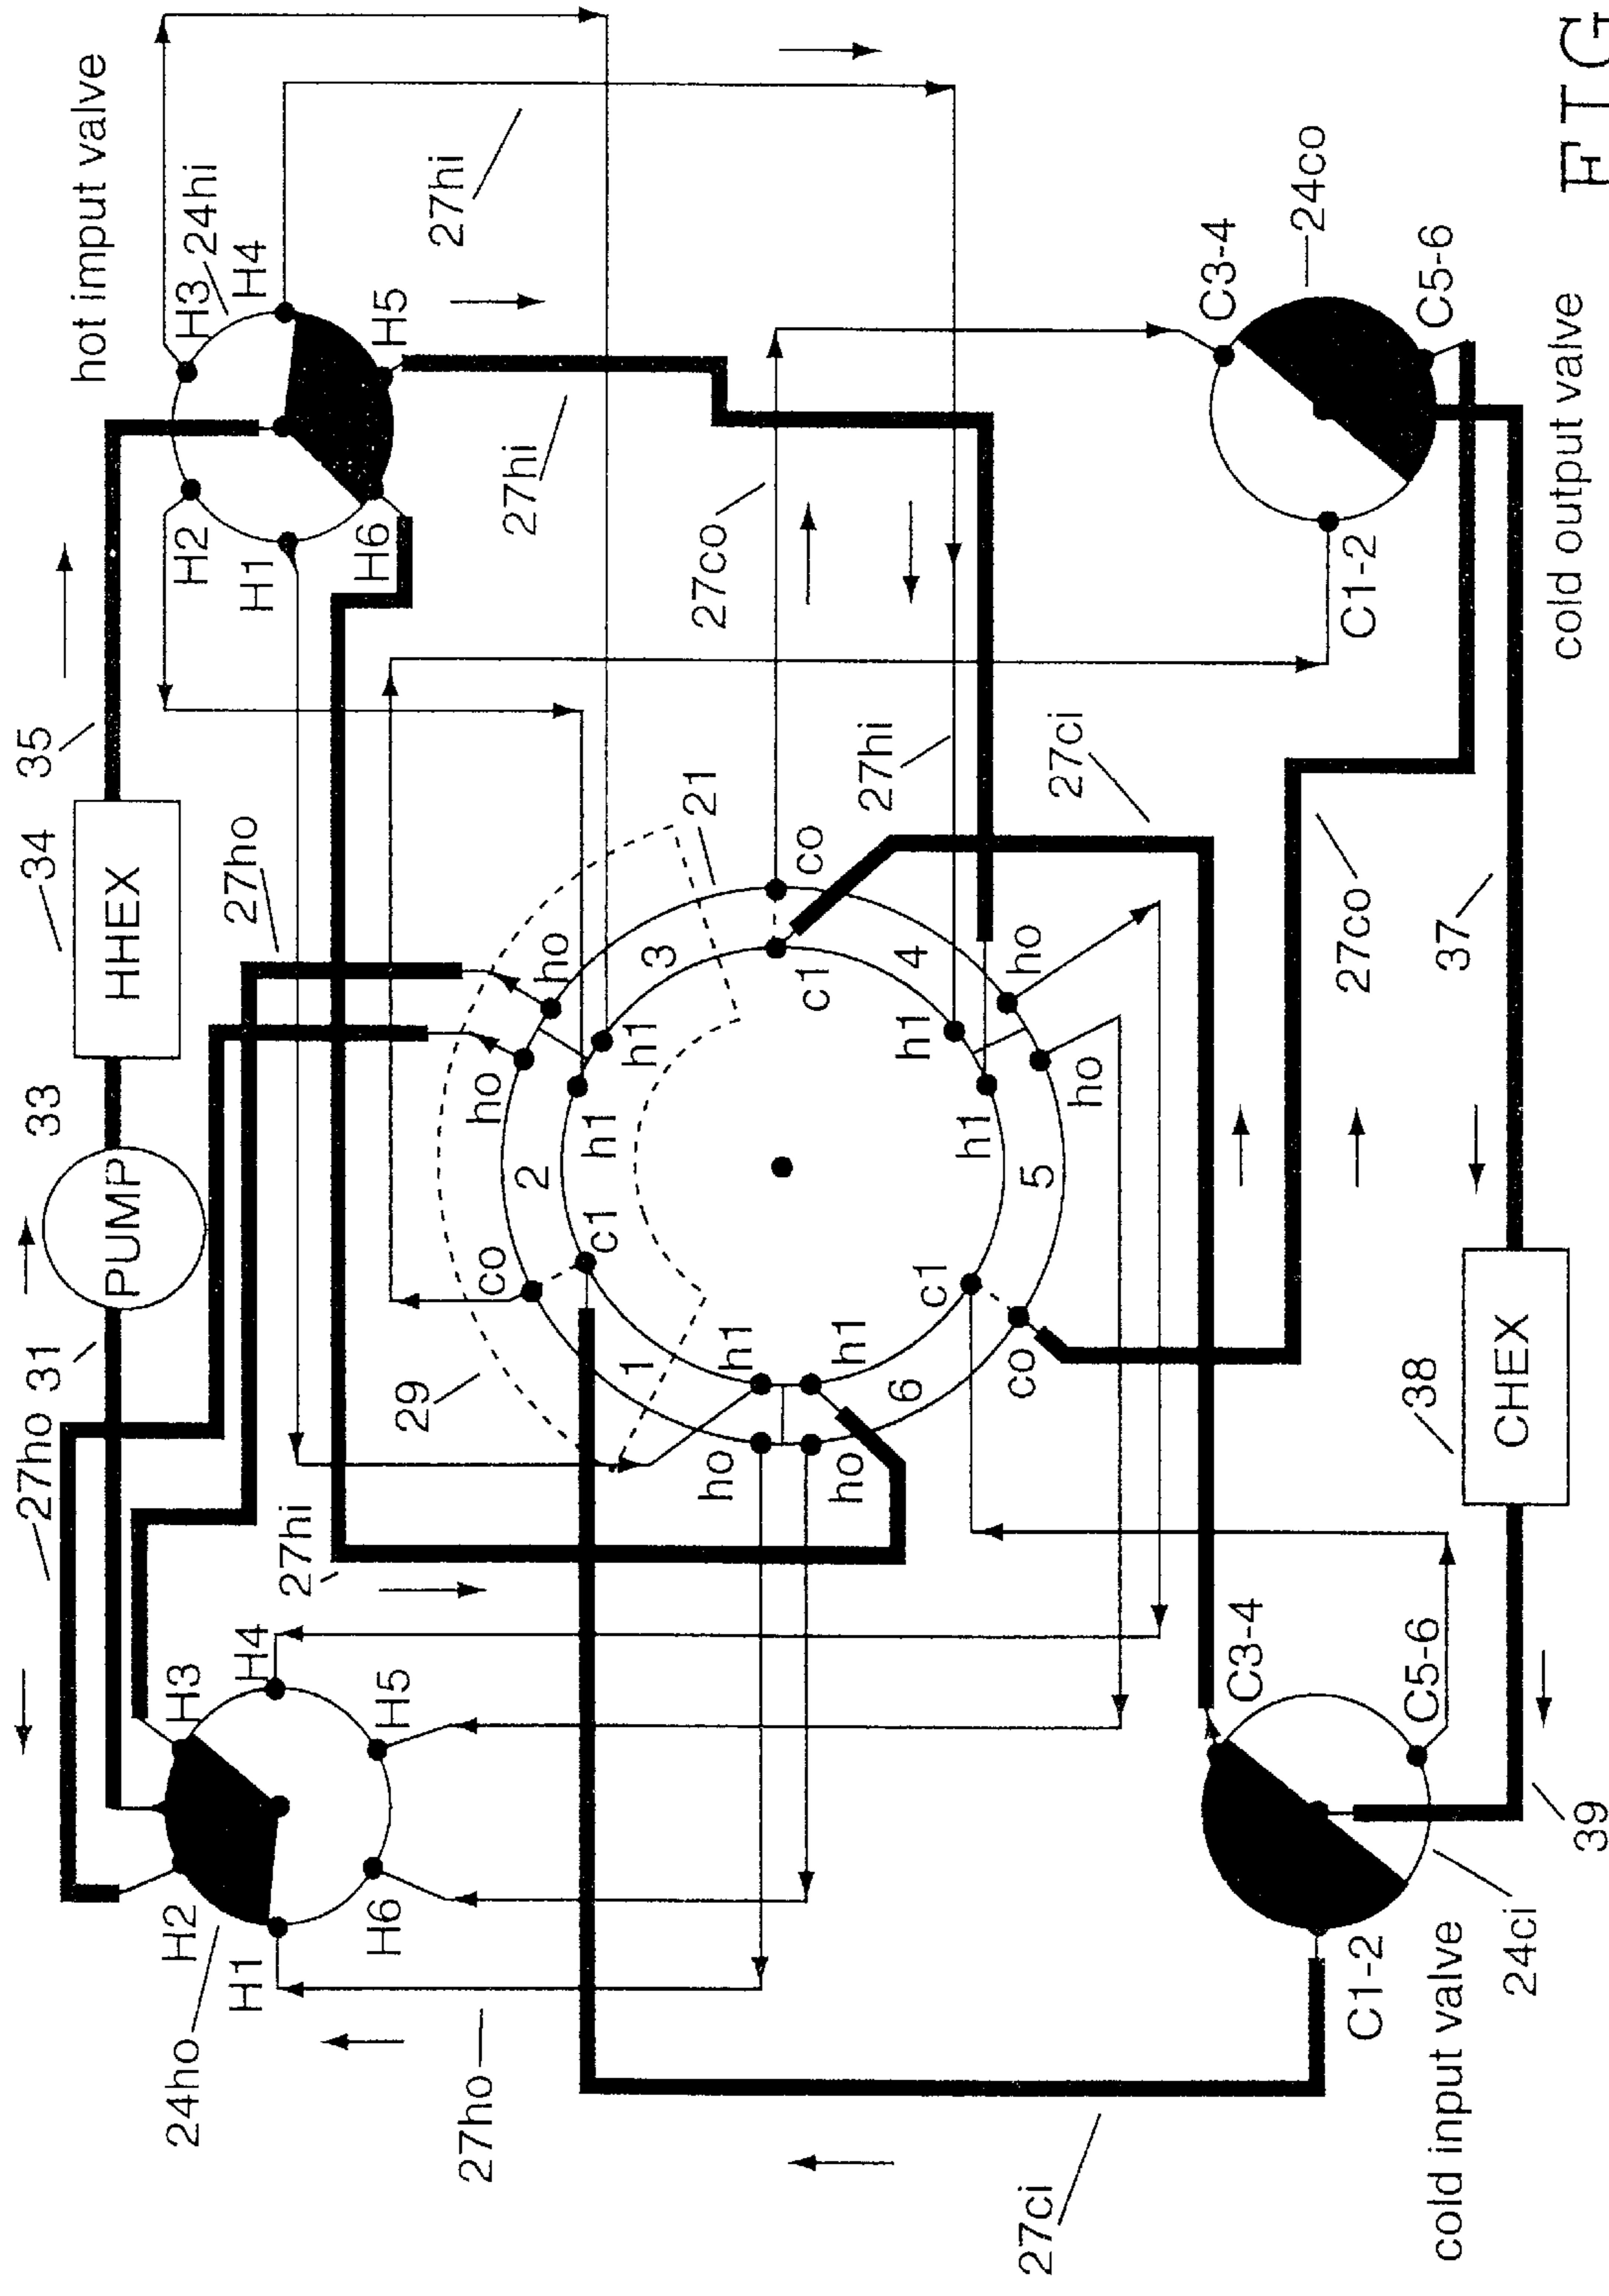 hot imput valve
H3
24hi
H4
H2
H1
H5
H6
35
34
HHEX
33
PUMP
31
27ho
27ho
27hi
27hi
27hi
27co
24ho
H1
H2
H3
H4
H5
H6
27ho
29
21
ho
ho
3
h1
h1
2
co
c1
1
h1
h1
ho
ho
6
c1
co
5
h1
h1
ho
ho
4
c1
co
27hi
27ci
27co
37
C3-4
24co
C5-6
C1-2
cold output valve
38
CHEX
39
C3-4
C5-6
C1-2
24ci
cold input valve
27ci
FIG